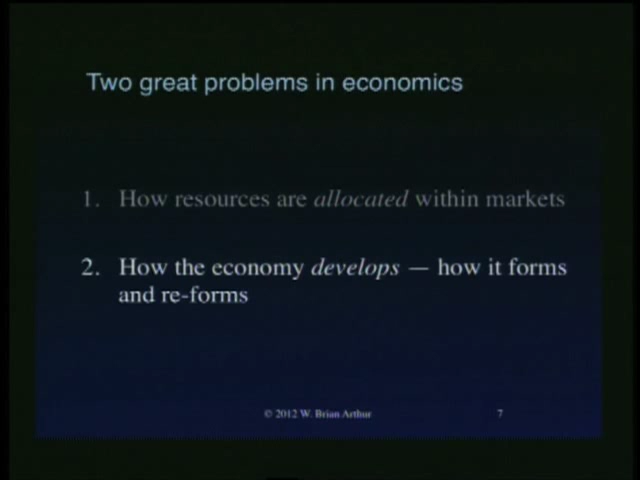 Two great problems in economics
1. How resources are allocated within markets
2. How the economy develops — how it forms
and re-forms
© 2012 W. Brian Arthur
7